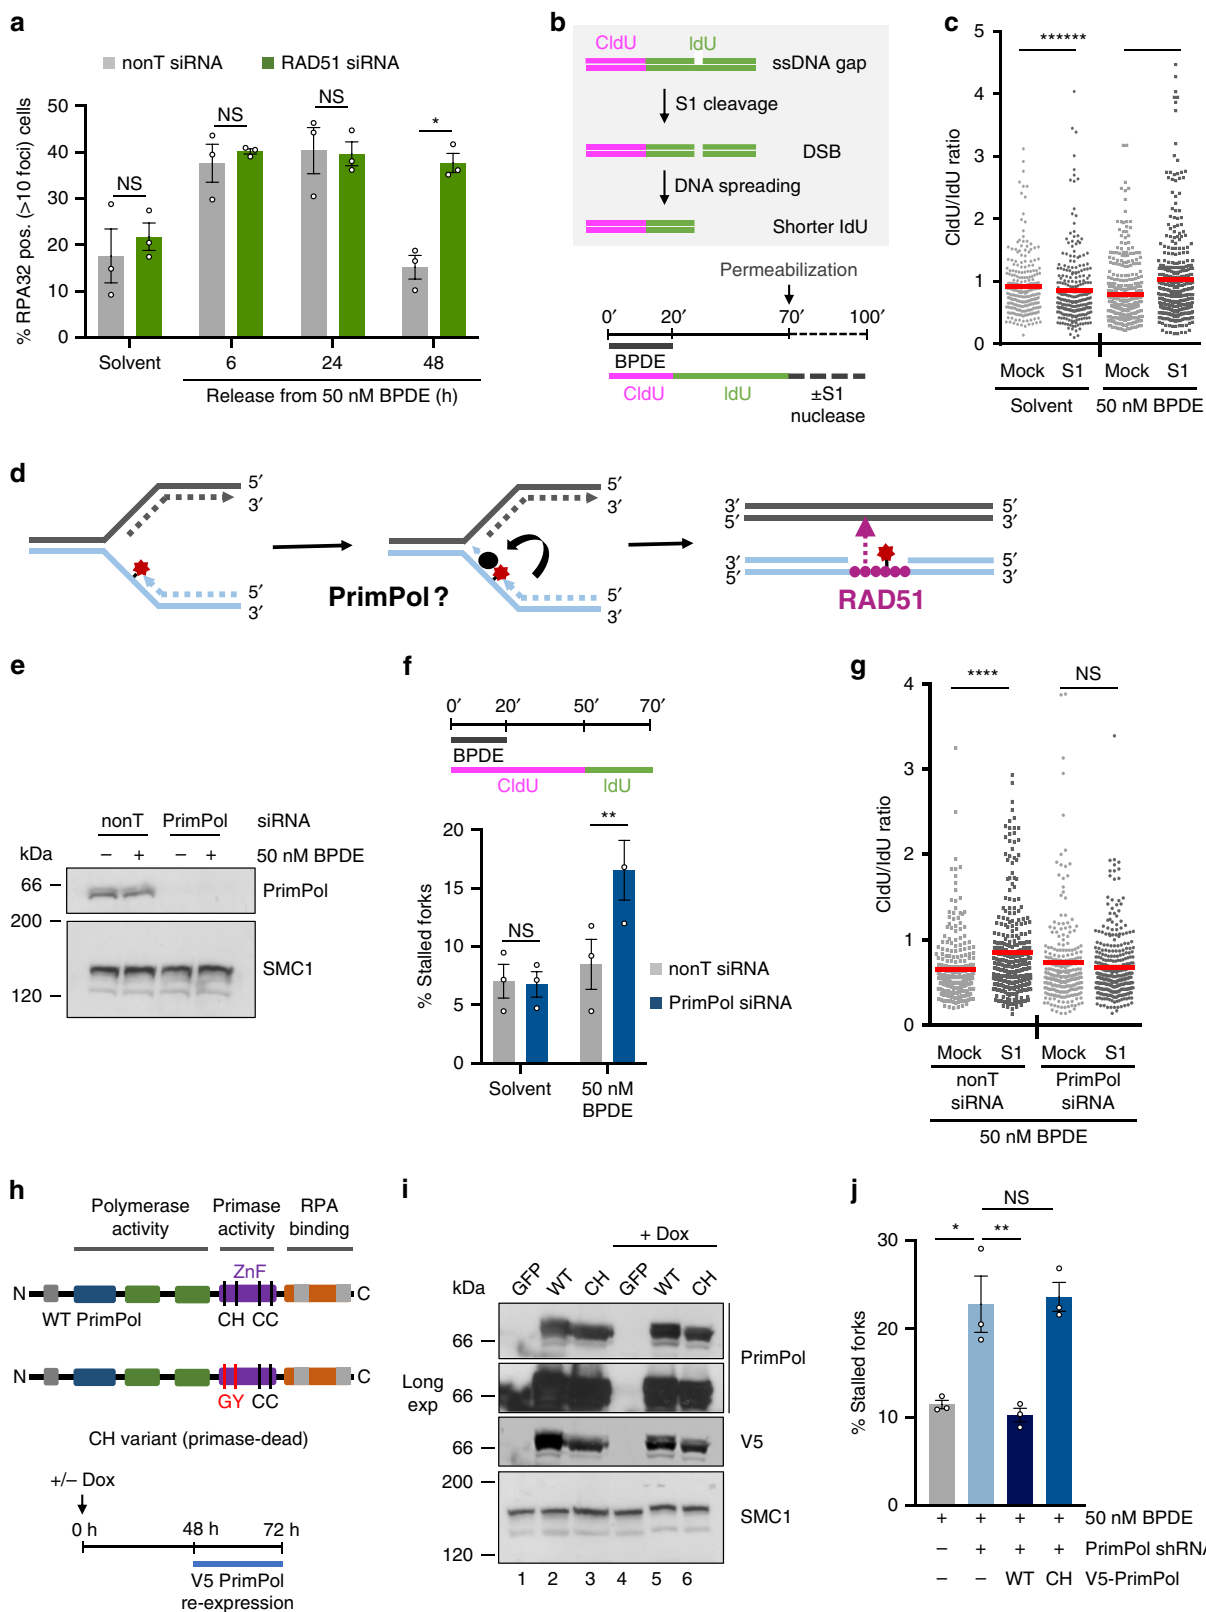 a
nonT siRNA
RAD51 siRNA
% RPA32 pos. (>10 foci) cells
50
40
30
20
10
0
NS
NS
NS
*
Solvent
6
24
48
Release from 50 nM BPDE (h)
b
CldU
IdU
ssDNA gap
S1 cleavage
DSB
DNA spreading
Shorter IdU
Permeabilization
0′
20′
70′
100′
BPDE
CldU
IdU
±S1
nuclease
c
******
CldU/IdU ratio
5
4
3
2
1
0
Mock
S1
Mock
S1
Solvent
50 nM BPDE
d
5′
3′
5′
3′
PrimPol ?
5′
3′
5′
3′
3′
5′
3′
5′
5′
3′
RAD51
e
nonT
PrimPol
siRNA
kDa
–
+
–
+
50 nM BPDE
66
PrimPol
200
SMC1
120
f
0′
20′
50′
70′
BPDE
CldU
IdU
% Stalled forks
20
15
10
5
0
NS
**
nonT siRNA
PrimPol siRNA
Solvent
50 nM
BPDE
g
****
NS
CldU/IdU ratio
4
3
2
1
0
Mock
S1
Mock
S1
nonT
siRNA
PrimPol
siRNA
50 nM BPDE
h
Polymerase
activity
Primase
activity
RPA
binding
ZnF
N
C
WT PrimPol
CH
CC
N
C
GY
CC
CH variant (primase-dead)
+/– Dox
0 h
48 h
72 h
V5 PrimPol
re-expression
i
+ Dox
kDa
GFP
WT
CH
GFP
WT
CH
66
PrimPol
Long
exp
66
66
V5
200
SMC1
120
1
2
3
4
5
6
j
NS
*
**
% Stalled forks
30
20
10
0
+
+
+
+
50 nM BPDE
–
+
+
+
PrimPol shRNA
–
–
WT
CH
V5-PrimPol